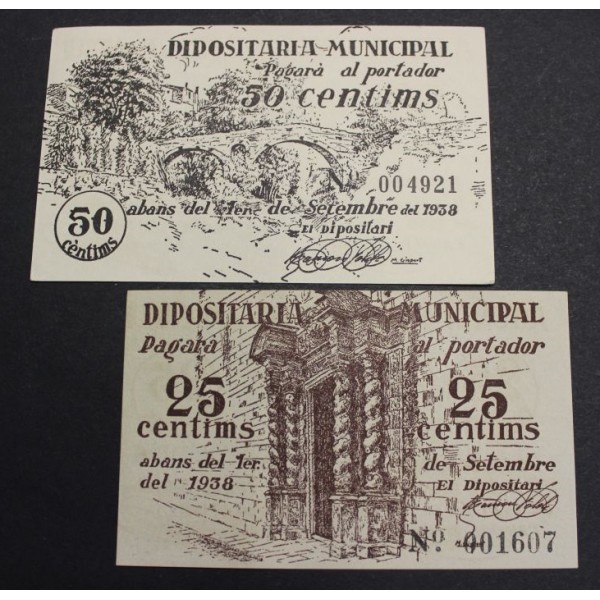 DIPOSITARIA MUNICIPAL
Pagarà al portador
50 centims
Nº 004921
50
cèntims
abans del 1er. de Setembre del 1938
El Dipositari
DIPOSITARIA MUNICIPAL
Pagarà al portador
25 25
centims centims
abans del 1er. de Setembre
del 1938 El Dipositari
Nº. 001607